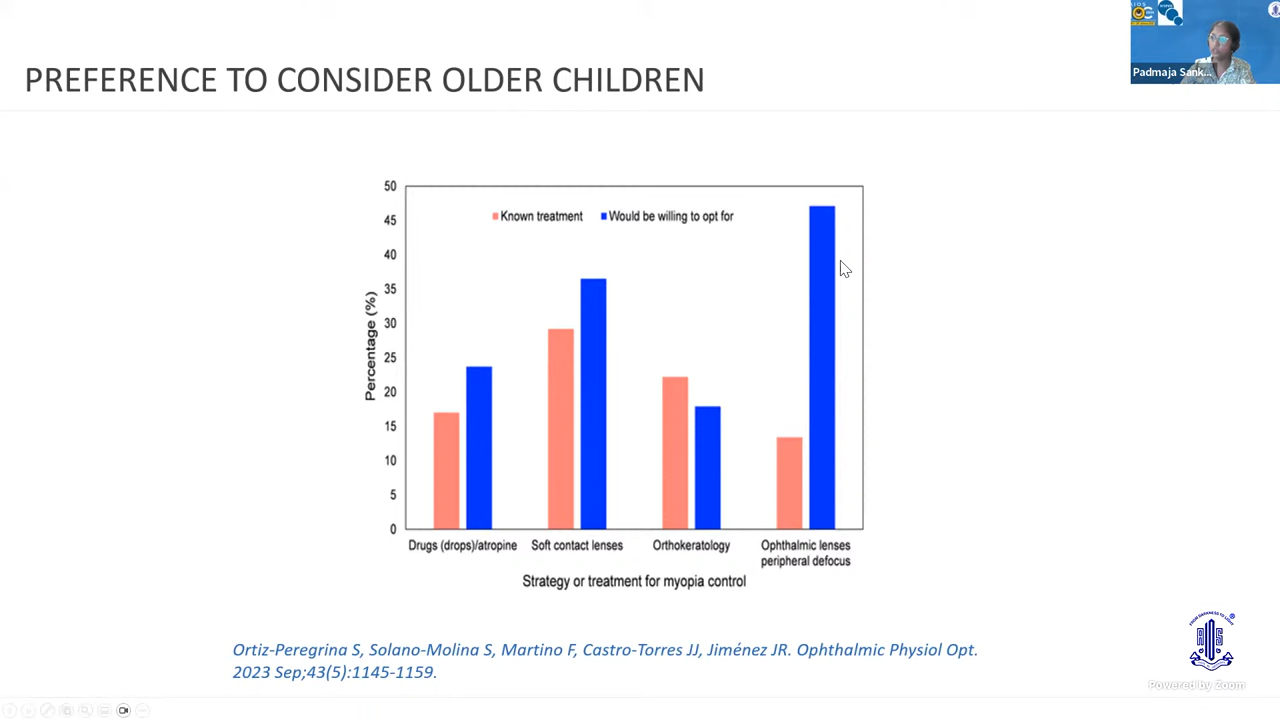 Padmaja Sank...
PREFERENCE TO CONSIDER OLDER CHILDREN
50
45
40
35
30
25
20
15
10
5
0
Percentage (%)
Known treatment
Would be willing to opt for
Drugs (drops)/atropine
Soft contact lenses
Orthokeratology
Ophthalmic lenses
peripheral defocus
Strategy or treatment for myopia control
Ortiz-Peregrina S, Solano-Molina S, Martino F, Castro-Torres JJ, Jiménez JR. Ophthalmic Physiol Opt.
2023 Sep;43(5):1145-1159.
Powered by Zoom